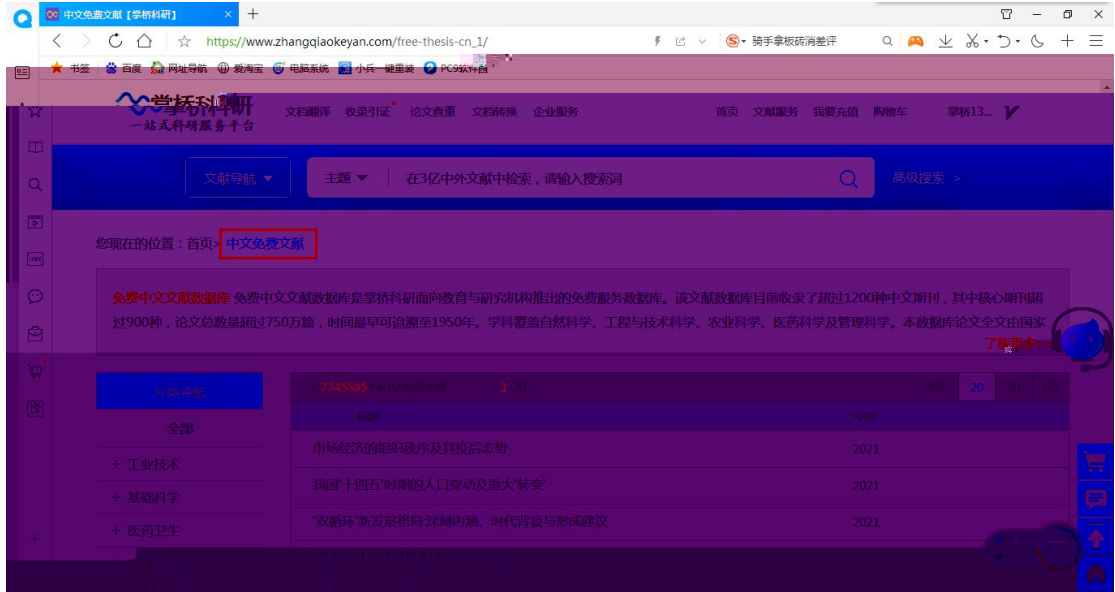 中文免费文献【掌桥科研】
https://www.zhangqiaokeyan.com/free-thesis-cn_1/
骑手拿板砖消差评
书签 百度 网址导航 爱淘宝 电脑系统 小兵一键重装 PC9软件园
掌桥科研
一站式科研服务平台
文档翻译 收录引证 论文查重 文档转换 企业服务 首页 文献服务 我要充值 购物车 掌桥13...
文献导航 主题 在3亿中外文献中检索，请输入搜索词 高级搜索 >
您现在的位置：首页> 中文免费文献
免费中文文献数据库 免费中文文献数据库是掌桥科研面向教育与研究机构推出的免费服务数据库。该文献数据库目前收录了超过1200种中文期刊，其中核心期刊超
过900种，论文总数量超过750万篇，时间最早可追溯至1950年。学科覆盖自然科学、工程与技术科学、农业科学、医药科学及管理科学。本数据库论文全文由国家
了解更多>>
分类导航 20 30 50
标题 年份
全部
市场经济的组织秩序及其疫后态势 2021
+ 工业技术
我国“十四五”时期的人口变动及重大“转变” 2021
+ 基础科学
“双循环”新发展格局:深刻内涵、时代背景与形成建议 2021
+ 医药卫生